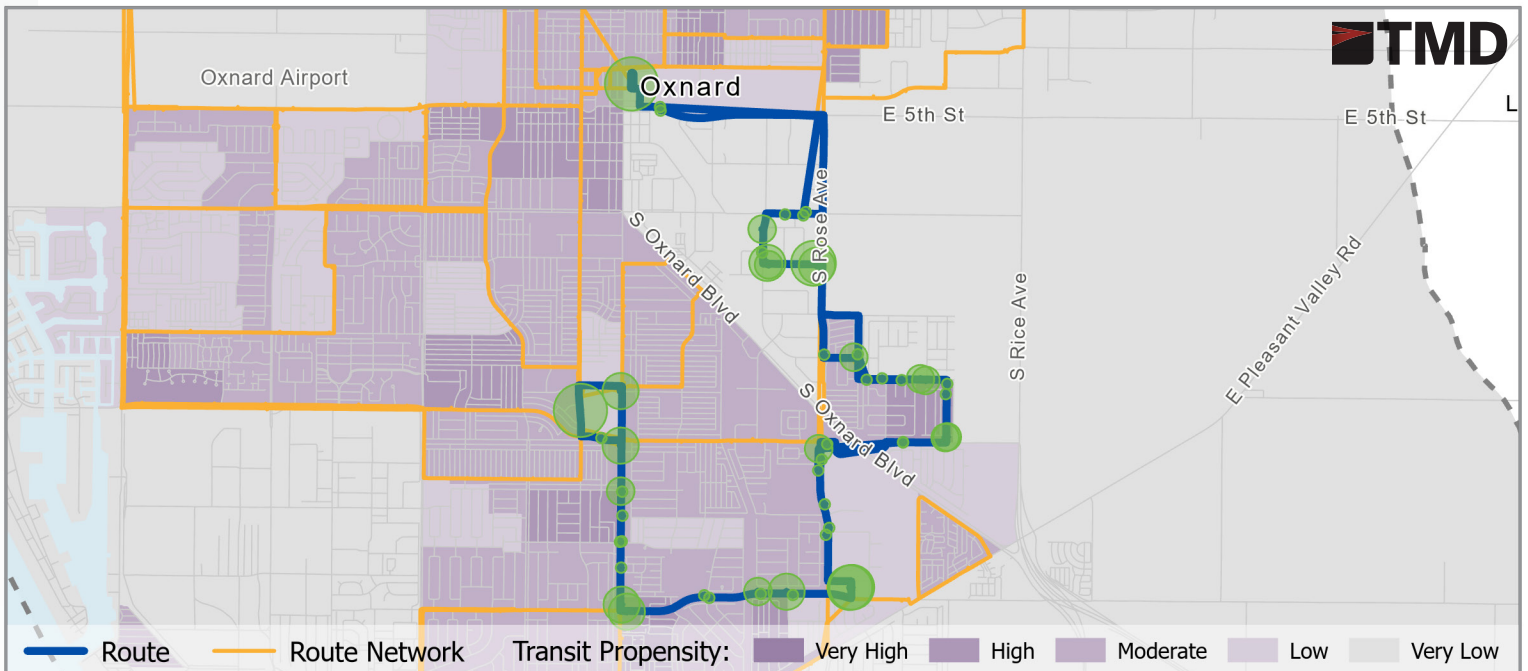 TMD
Oxnard Airport
Oxnard
E 5th St
E 5th St
L
S Rose Ave
S Oxnard Blvd
S Rice Ave
E Pleasant Valley Rd
S Oxnard Blvd
Route
Route Network
Transit Propensity:
Very High
High
Moderate
Low
Very Low